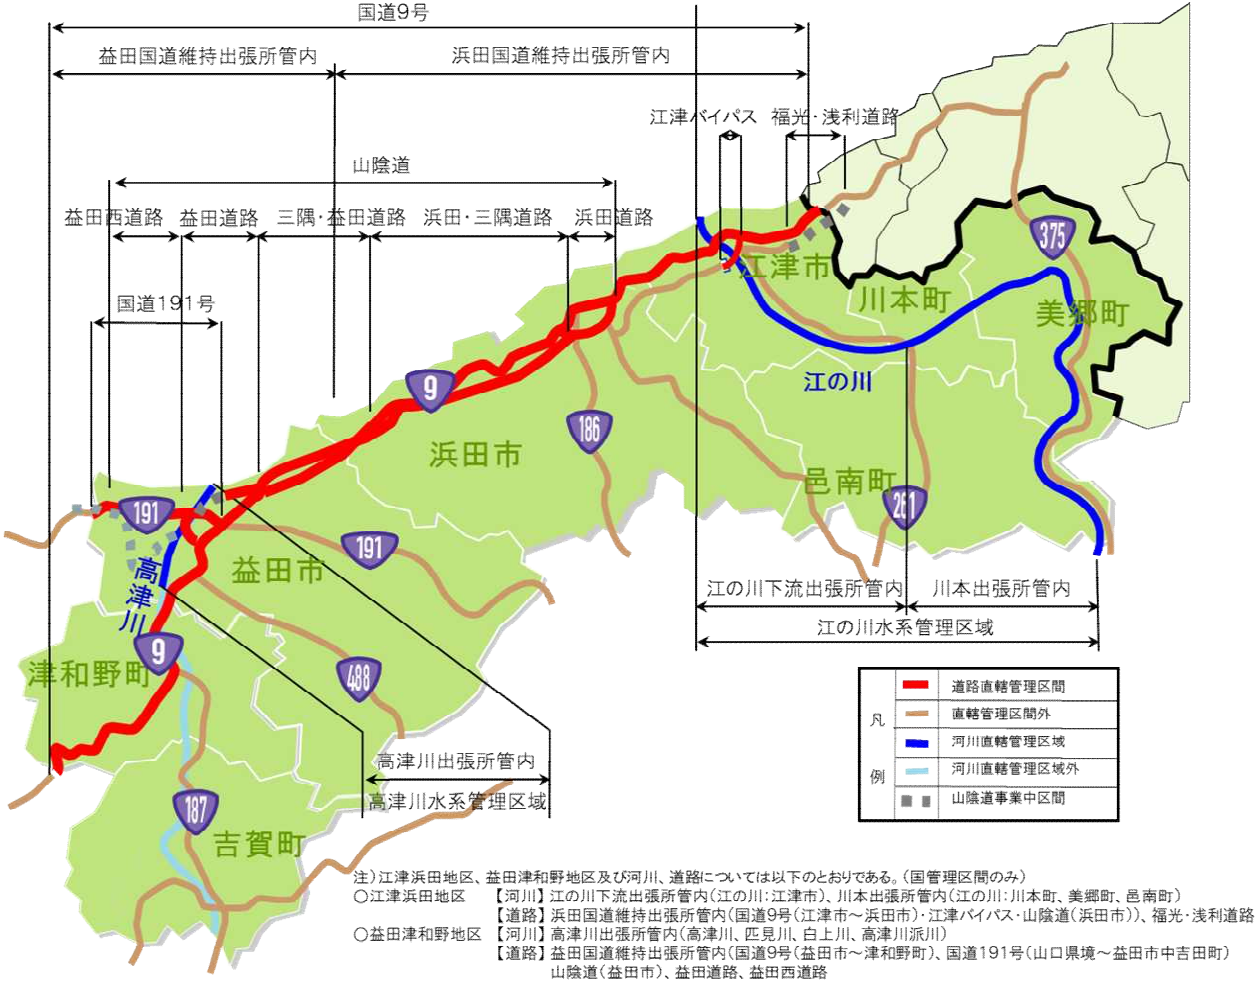 国道9号
益田国道維持出張所管内
浜田国道維持出張所管内
江津バイパス
福光・浅利道路
山陰道
益田西道路
益田道路
三隅・益田道路
浜田・三隅道路
浜田道路
国道191号
375
江津市
川本町
美郷町
江の川
9
186
浜田市
邑南町
261
191
191
益田市
高津川
江の川下流出張所管内
川本出張所管内
江の川水系管理区域
9
津和野町
488
高津川出張所管内
高津川水系管理区域
187
吉賀町
凡例
道路直轄管理区間
直轄管理区間外
河川直轄管理区域
河川直轄管理区域外
山陰道事業中区間
注)江津浜田地区、益田津和野地区及び河川、道路については以下のとおりである。(国管理区間のみ)
○江津浜田地区 【河川】江の川下流出張所管内(江の川:江津市)、川本出張所管内(江の川:川本町、美郷町、邑南町)
【道路】浜田国道維持出張所管内(国道9号(江津市~浜田市)・江津バイパス・山陰道(浜田市))、福光・浅利道路
○益田津和野地区 【河川】高津川出張所管内(高津川、匹見川、白上川、高津川派川)
【道路】益田国道維持出張所管内(国道9号(益田市~津和野町)、国道191号(山口県境~益田市中吉田町)
山陰道(益田市)、益田道路、益田西道路